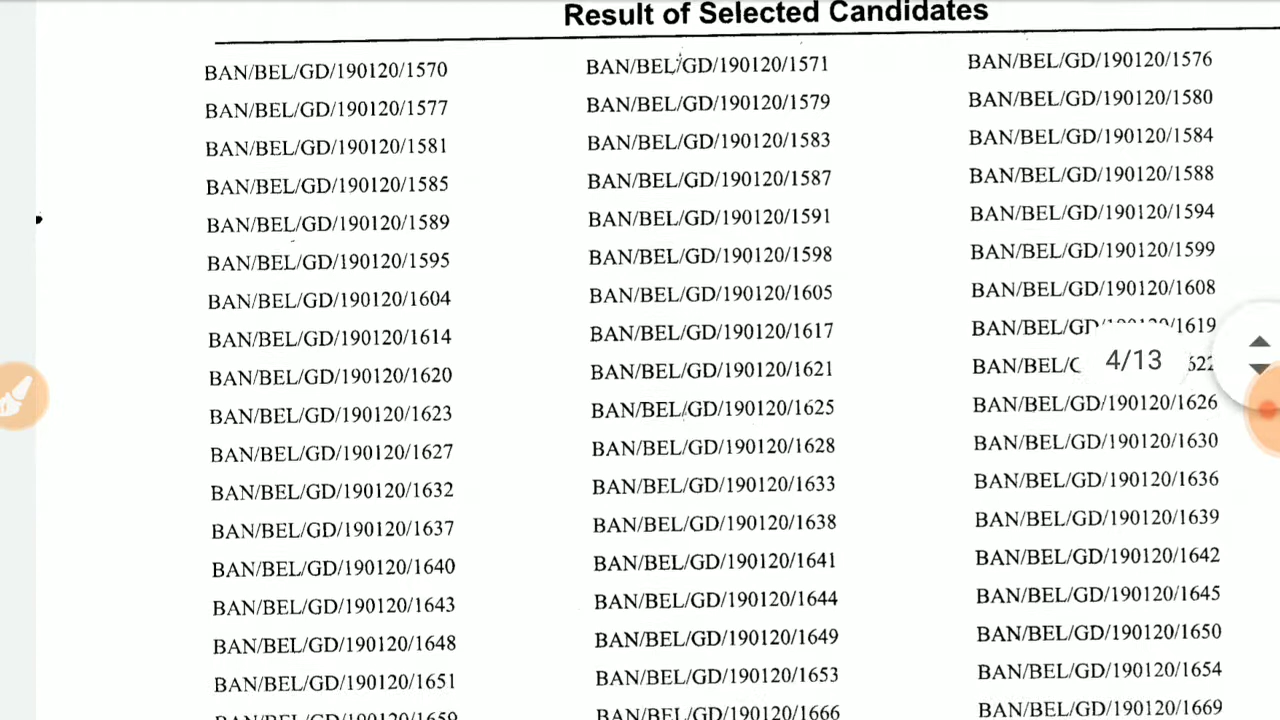 Result of Selected Candidates
BAN/BEL/GD/190120/1570 BAN/BEL/GD/190120/1571 BAN/BEL/GD/190120/1576
BAN/BEL/GD/190120/1577 BAN/BEL/GD/190120/1579 BAN/BEL/GD/190120/1580
BAN/BEL/GD/190120/1581 BAN/BEL/GD/190120/1583 BAN/BEL/GD/190120/1584
BAN/BEL/GD/190120/1585 BAN/BEL/GD/190120/1587 BAN/BEL/GD/190120/1588
BAN/BEL/GD/190120/1589 BAN/BEL/GD/190120/1591 BAN/BEL/GD/190120/1594
BAN/BEL/GD/190120/1595 BAN/BEL/GD/190120/1598 BAN/BEL/GD/190120/1599
BAN/BEL/GD/190120/1604 BAN/BEL/GD/190120/1605 BAN/BEL/GD/190120/1608
BAN/BEL/GD/190120/1614 BAN/BEL/GD/190120/1617 BAN/BEL/GD/190120/1619
BAN/BEL/GD/190120/1620 BAN/BEL/GD/190120/1621 BAN/BEL/ 4/13 622
BAN/BEL/GD/190120/1623 BAN/BEL/GD/190120/1625 BAN/BEL/GD/190120/1626
BAN/BEL/GD/190120/1627 BAN/BEL/GD/190120/1628 BAN/BEL/GD/190120/1630
BAN/BEL/GD/190120/1632 BAN/BEL/GD/190120/1633 BAN/BEL/GD/190120/1636
BAN/BEL/GD/190120/1637 BAN/BEL/GD/190120/1638 BAN/BEL/GD/190120/1639
BAN/BEL/GD/190120/1640 BAN/BEL/GD/190120/1641 BAN/BEL/GD/190120/1642
BAN/BEL/GD/190120/1643 BAN/BEL/GD/190120/1644 BAN/BEL/GD/190120/1645
BAN/BEL/GD/190120/1648 BAN/BEL/GD/190120/1649 BAN/BEL/GD/190120/1650
BAN/BEL/GD/190120/1651 BAN/BEL/GD/190120/1653 BAN/BEL/GD/190120/1654
BAN/BEL/GD/190120/1659 BAN/BEL/GD/190120/1666 BAN/BEL/GD/190120/1669